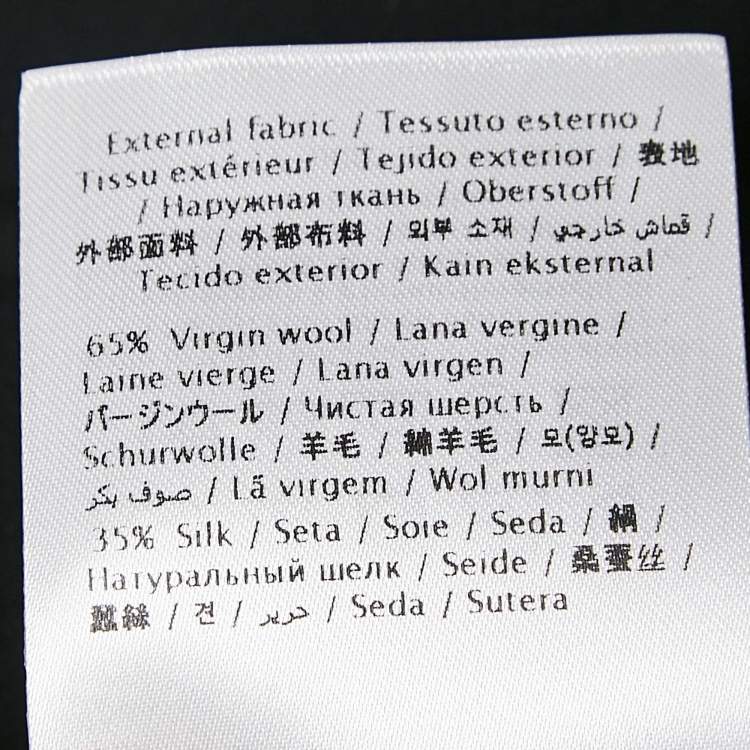 External fabric / Tessuto esterno /
Tissu extérieur / Tejido exterior / 表地
/ Наружная ткань / Oberstoff /
外部面料 / 外部布料 / 외부 소재 / قماش خارجي /
Tecido exterior / Kain eksternal
65% Virgin wool / Lana vergine /
Laine vierge / Lana virgen /
バージンウール / Чистая шерсть /
Schurwolle / 羊毛 / 綿羊毛 / 모(양모) /
صوف بكر / Lã virgem / Wol murni
35% Silk / Seta / Soie / Seda / 絹 /
Натуральный шелк / Seide / 桑蚕丝 /
蠶絲 / 견 / حرير / Seda / Sutera